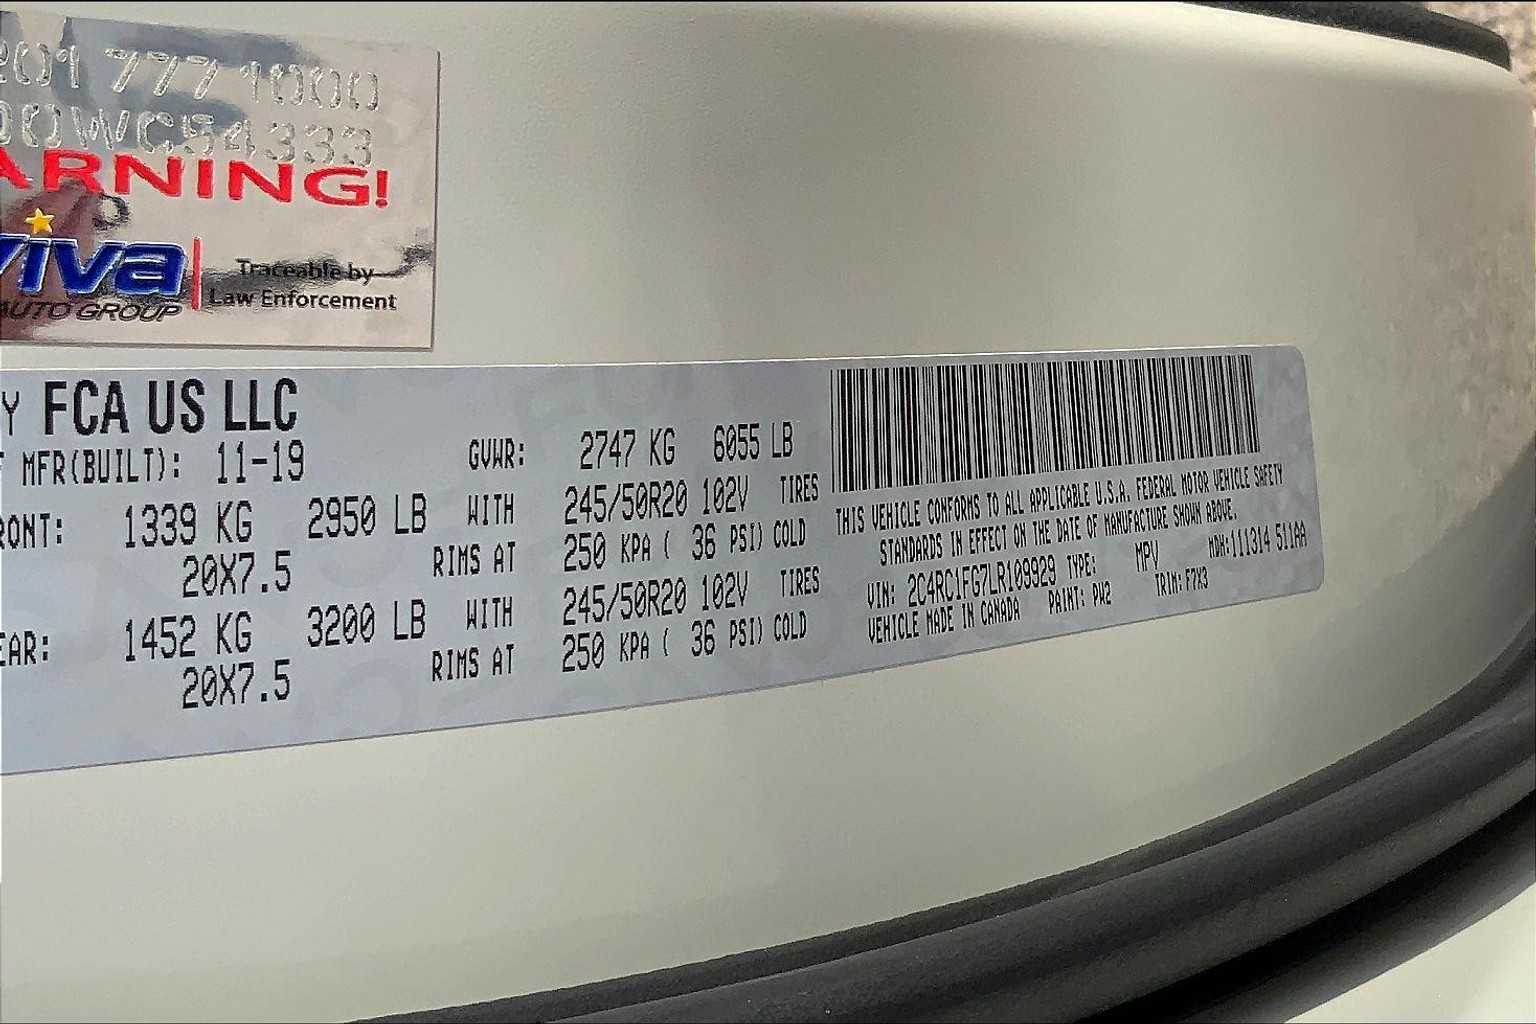 201 777 1000
00WC54333
ARNING!
viva
AUTO GROUP
Traceable by
Law Enforcement
Y FCA US LLC
F MFR(BUILT): 11-19 GVWR: 2747 KG 6055 LB
RONT: 1339 KG 2950 LB WITH 245/50R20 102V TIRES
20X7.5 RIMS AT 250 KPA ( 36 PSI) COLD
EAR: 1452 KG 3200 LB WITH 245/50R20 102V TIRES
20X7.5 RIMS AT 250 KPA ( 36 PSI) COLD
THIS VEHICLE CONFORMS TO ALL APPLICABLE U.S.A. FEDERAL MOTOR VEHICLE SAFETY
STANDARDS IN EFFECT ON THE DATE OF MANUFACTURE SHOWN ABOVE.
VIN: 2C4RC1FG7LR109929 TYPE: MPV MDH:111314 511AA
VEHICLE MADE IN CANADA PAINT: PW2 TRIM: F7X3